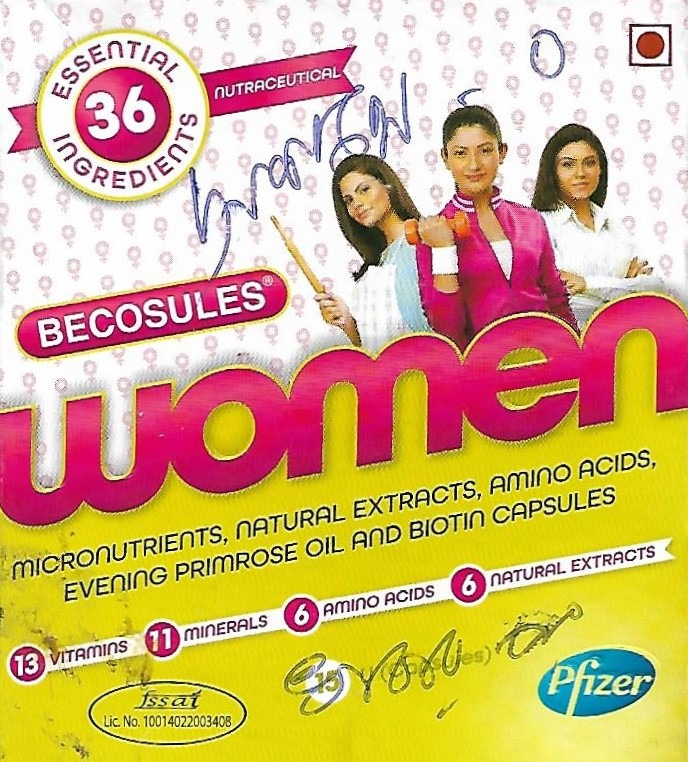 ESSENTIAL
36
INGREDIENTS
NUTRACEUTICAL
BECOSULES®
women
MICRONUTRIENTS, NATURAL EXTRACTS, AMINO ACIDS,
EVENING PRIMROSE OIL AND BIOTIN CAPSULES
13 VITAMINS 11 MINERALS 6 AMINO ACIDS 6 NATURAL EXTRACTS
15
fssai
Lic. No. 10014022003408
Pfizer